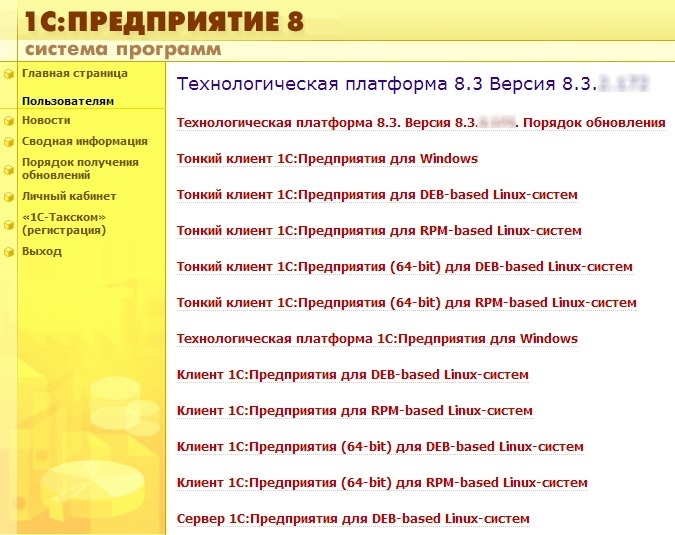 1С:ПРЕДПРИЯТИЕ 8
система программ
Главная страница
Пользователям
Новости
Сводная информация
Порядок получения
обновлений
Личный кабинет
«1С-Такском»
(регистрация)
Выход
Технологическая платформа 8.3 Версия 8.3.
Технологическая платформа 8.3. Версия 8.3. . Порядок обновления
Тонкий клиент 1С:Предприятия для Windows
Тонкий клиент 1С:Предприятия для DEB-based Linux-систем
Тонкий клиент 1С:Предприятия для RPM-based Linux-систем
Тонкий клиент 1С:Предприятия (64-bit) для DEB-based Linux-систем
Тонкий клиент 1С:Предприятия (64-bit) для RPM-based Linux-систем
Технологическая платформа 1С:Предприятия для Windows
Клиент 1С:Предприятия для DEB-based Linux-систем
Клиент 1С:Предприятия для RPM-based Linux-систем
Клиент 1С:Предприятия (64-bit) для DEB-based Linux-систем
Клиент 1С:Предприятия (64-bit) для RPM-based Linux-систем
Сервер 1С:Предприятия для DEB-based Linux-систем